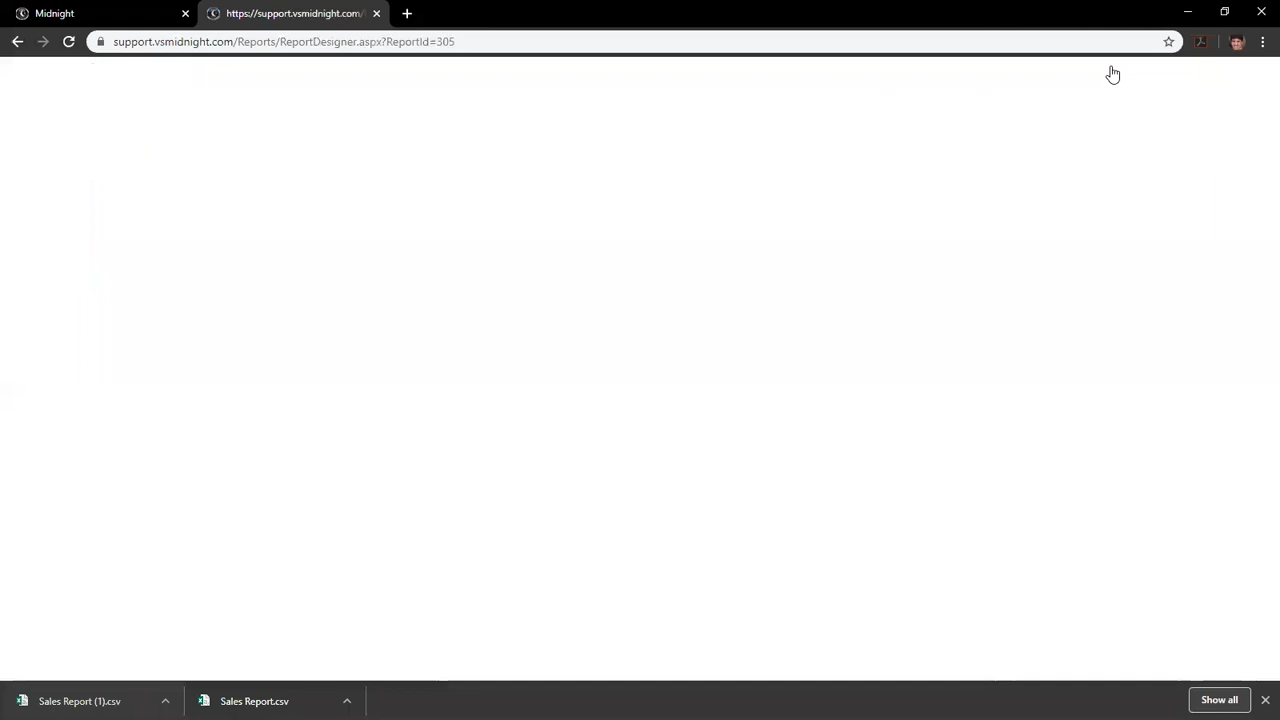 Midnight
https://support.vsmidnight.com/
support.vsmidnight.com/Reports/ReportDesigner.aspx?ReportId=305
Sales Report (1).csv
Sales Report.csv
Show all